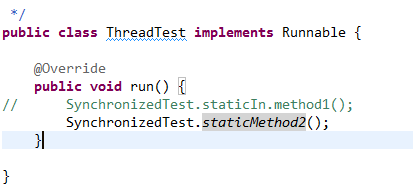 */
public class ThreadTest implements Runnable {
@Override
public void run() {
// SynchronizedTest.staticIn.method1();
SynchronizedTest.staticMethod2();
}
}